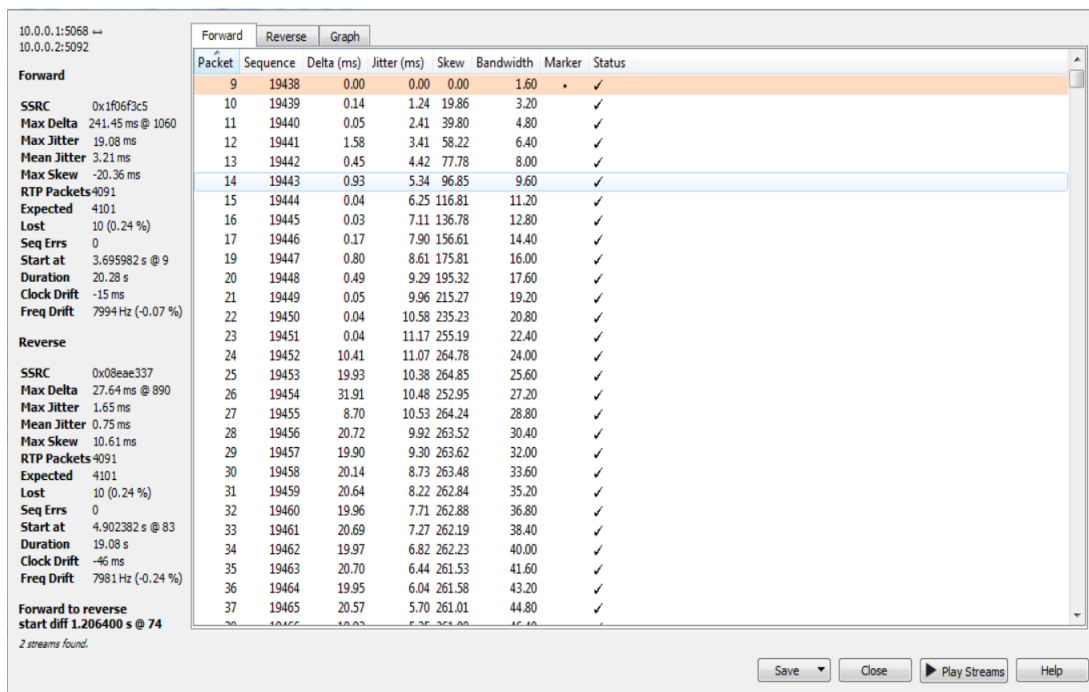 10.0.0.1:5068 ↔
10.0.0.2:5092
Forward
SSRC 0x1f06f3c5
Max Delta 241.45 ms @ 1060
Max Jitter 19.08 ms
Mean Jitter 3.21 ms
Max Skew -20.36 ms
RTP Packets 4091
Expected 4101
Lost 10 (0.24 %)
Seq Errs 0
Start at 3.695982 s @ 9
Duration 20.28 s
Clock Drift -15 ms
Freq Drift 7994 Hz (-0.07 %)
Reverse
SSRC 0x08eae337
Max Delta 27.64 ms @ 890
Max Jitter 1.65 ms
Mean Jitter 0.75 ms
Max Skew 10.61 ms
RTP Packets 4091
Expected 4101
Lost 10 (0.24 %)
Seq Errs 0
Start at 4.902382 s @ 83
Duration 19.08 s
Clock Drift -46 ms
Freq Drift 7981 Hz (-0.24 %)
Forward to reverse
start diff 1.206400 s @ 74
2 streams found.
Forward Reverse Graph
Packet Sequence Delta (ms) Jitter (ms) Skew Bandwidth Marker Status
9 19438 0.00 0.00 0.00 1.60 • ✓
10 19439 0.14 1.24 19.86 3.20 ✓
11 19440 0.05 2.41 39.80 4.80 ✓
12 19441 1.58 3.41 58.22 6.40 ✓
13 19442 0.45 4.42 77.78 8.00 ✓
14 19443 0.93 5.34 96.85 9.60 ✓
15 19444 0.04 6.25 116.81 11.20 ✓
16 19445 0.03 7.11 136.78 12.80 ✓
17 19446 0.17 7.90 156.61 14.40 ✓
19 19447 0.80 8.61 175.81 16.00 ✓
20 19448 0.49 9.29 195.32 17.60 ✓
21 19449 0.05 9.96 215.27 19.20 ✓
22 19450 0.04 10.58 235.23 20.80 ✓
23 19451 0.04 11.17 255.19 22.40 ✓
24 19452 10.41 11.07 264.78 24.00 ✓
25 19453 19.93 10.38 264.85 25.60 ✓
26 19454 31.91 10.48 252.95 27.20 ✓
27 19455 8.70 10.53 264.24 28.80 ✓
28 19456 20.72 9.92 263.52 30.40 ✓
29 19457 19.90 9.30 263.62 32.00 ✓
30 19458 20.14 8.73 263.48 33.60 ✓
31 19459 20.64 8.22 262.84 35.20 ✓
32 19460 19.96 7.71 262.88 36.80 ✓
33 19461 20.69 7.27 262.19 38.40 ✓
34 19462 19.97 6.82 262.23 40.00 ✓
35 19463 20.70 6.44 261.53 41.60 ✓
36 19464 19.95 6.04 261.58 43.20 ✓
37 19465 20.57 5.70 261.01 44.80 ✓
Save Close Play Streams Help